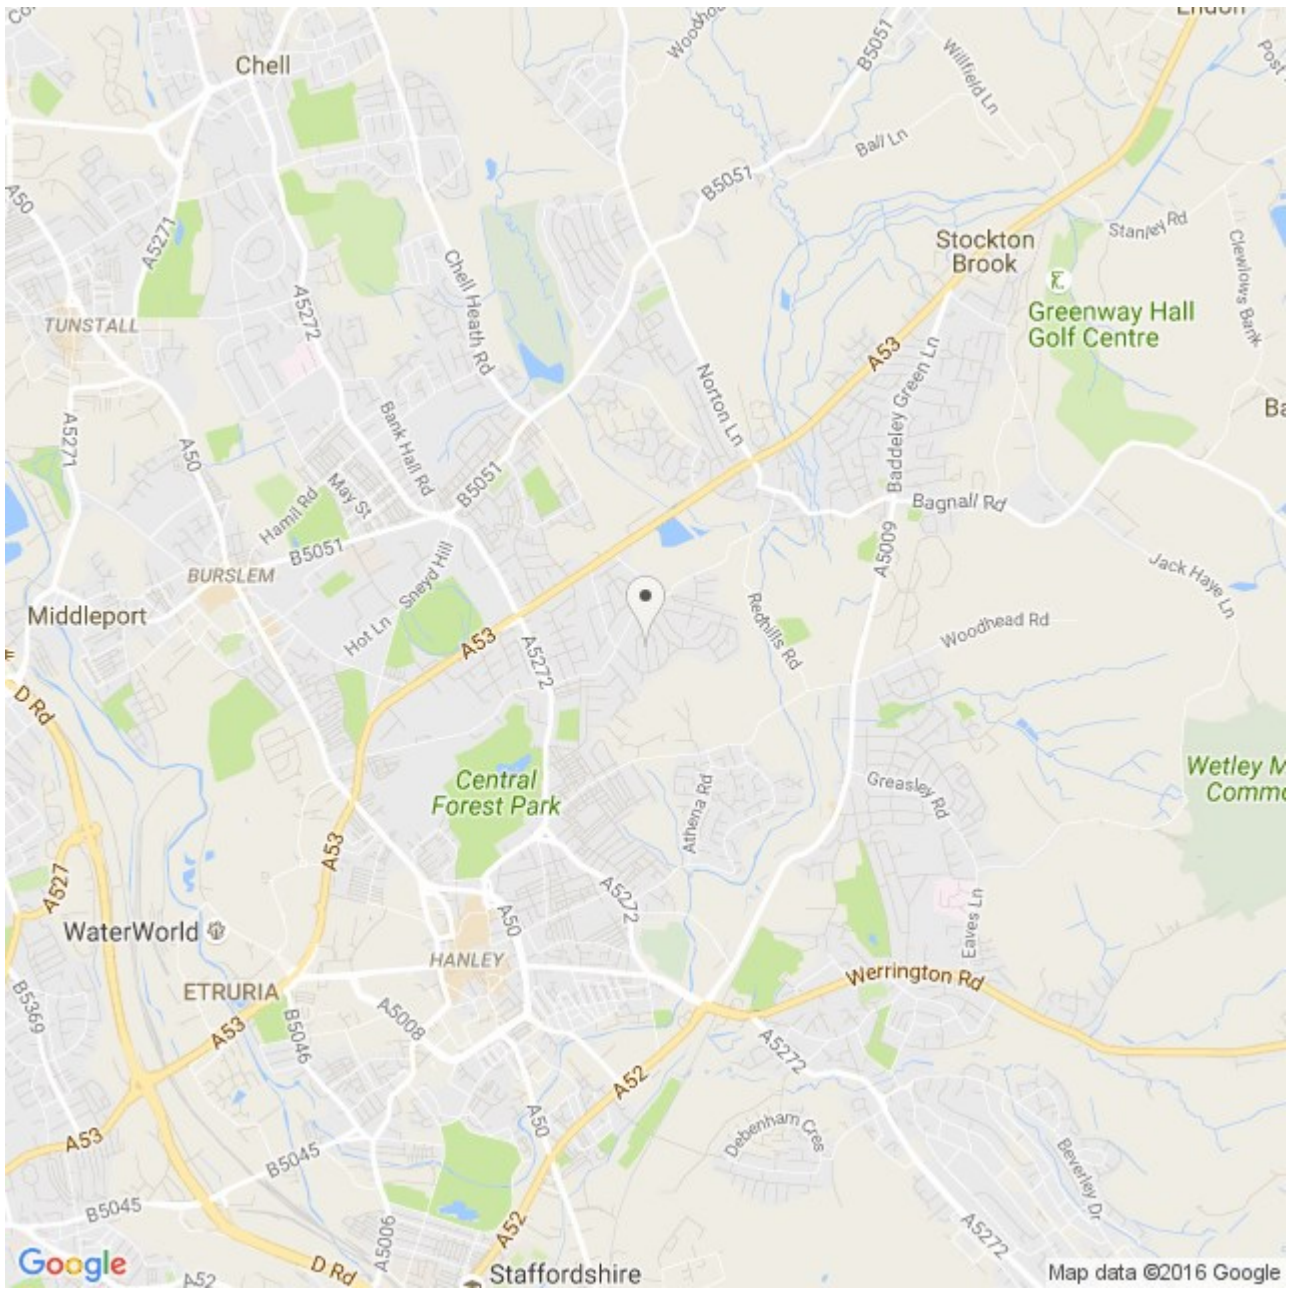 Endon
Chell
B5051
Willfield Ln
Ball Ln
A50
A5271
B5051
Stanley Rd
Clewlows Bank
Stockton
Brook
Chell Heath Rd
A5272
TUNSTALL
Greenway Hall
Golf Centre
A53
Norton Ln
Baddeley Green Ln
A5271
A50
Bank Hall Rd
May St
Hamil Rd
B5051
B5051
Bagnall Rd
A5009
Sneyd Hill
BURSLEM
Jack Haye Ln
Middleport
Hot Ln
A53
A5272
Redhills Rd
Woodhead Rd
D Rd
Central
Forest Park
Athena Rd
Greasley Rd
Wetley M
Commo
A53
A527
A5272
A50
Eaves Ln
WaterWorld
HANLEY
Werrington Rd
ETRURIA
B5369
A53
B5046
A5008
A5272
A52
A50
Debenham Cres
A53
B5045
Beverley Dr
B5045
A5006
A52
A5272
Google
D Rd
A52
Staffordshire
Map data ©2016 Google